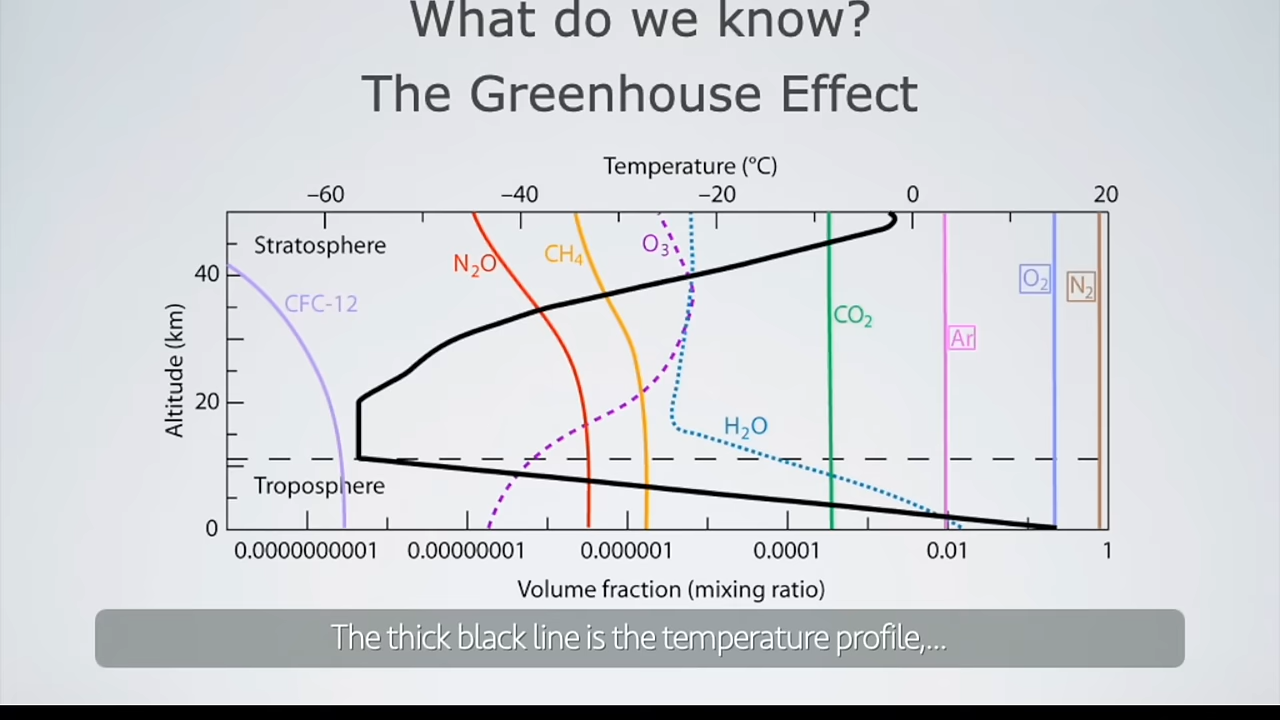 What do we know?
The Greenhouse Effect
Temperature (°C)
–60 –40 –20 0 20
Stratosphere
O₃
CH₄
N₂O
40
O₂
N₂
CFC-12
CO₂
Ar
Altitude (km)
20
H₂O
Troposphere
0
0.0000000001 0.00000001 0.000001 0.0001 0.01 1
Volume fraction (mixing ratio)
The thick black line is the temperature profile,...